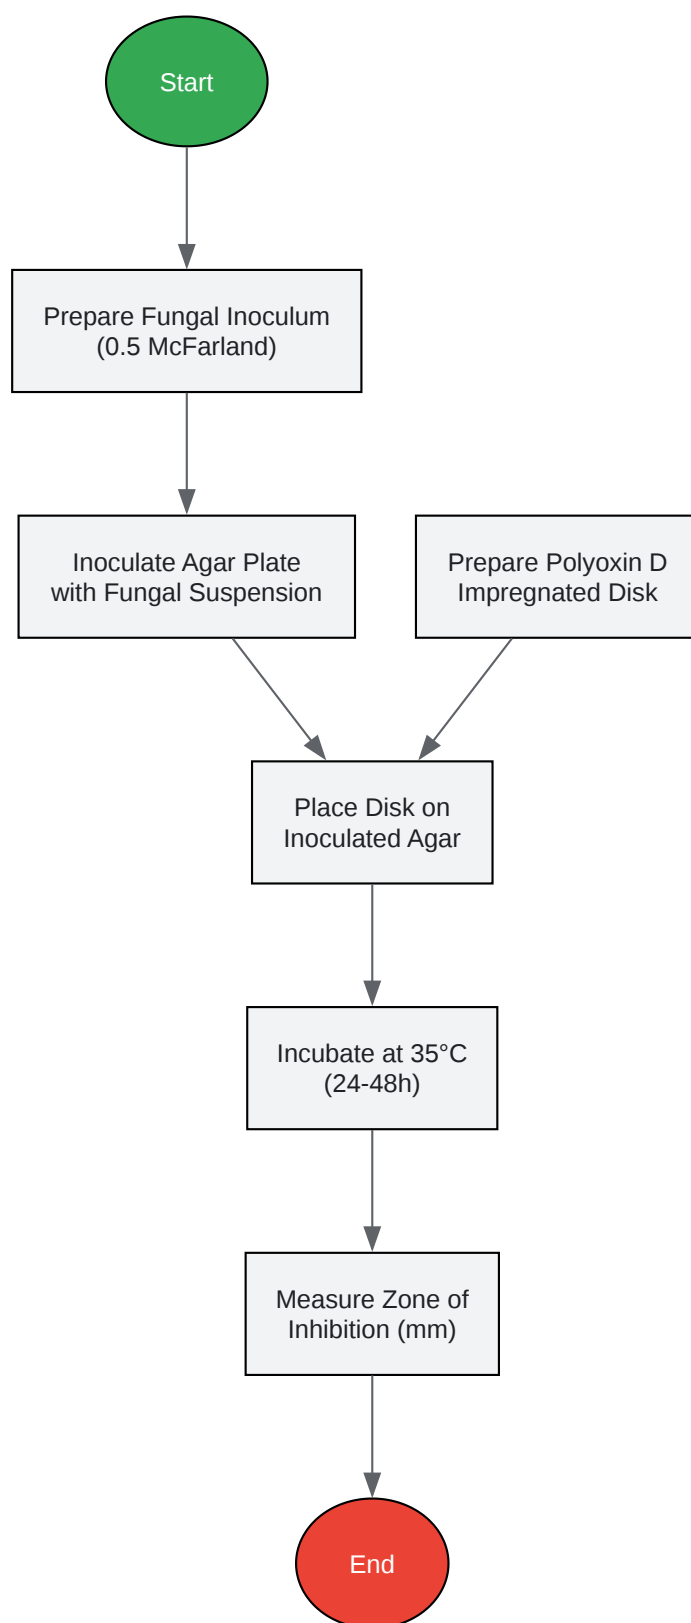 Start
Prepare Fungal Inoculum
(0.5 McFarland)
Inoculate Agar Plate
with Fungal Suspension
Prepare Polyoxin D
Impregnated Disk
Place Disk on
Inoculated Agar
Incubate at 35°C
(24-48h)
Measure Zone of
Inhibition (mm)
End